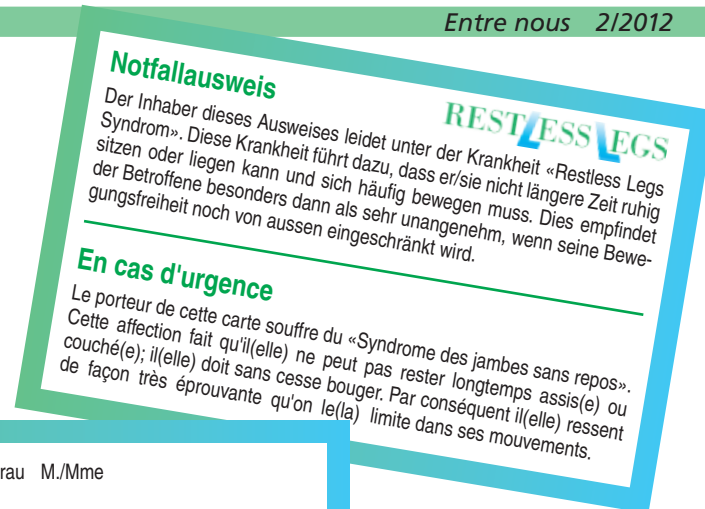 Entre nous 2/2012
Notfallausweis
RESTLESS LEGS
Der Inhaber dieses Ausweises leidet unter der Krankheit «Restless Legs
Syndrom». Diese Krankheit führt dazu, dass er/sie nicht längere Zeit ruhig
sitzen oder liegen kann und sich häufig bewegen muss. Dies empfindet
der Betroffene besonders dann als sehr unangenehm, wenn seine Bewe-
gungsfreiheit noch von aussen eingeschränkt wird.
En cas d'urgence
Le porteur de cette carte souffre du «Syndrome des jambes sans repos».
Cette affection fait qu'il(elle) ne peut pas rester longtemps assis(e) ou
couché(e); il(elle) doit sans cesse bouger. Par conséquent il(elle) ressent
de façon très éprouvante qu'on le(la) limite dans ses mouvements.
rau M./Mme